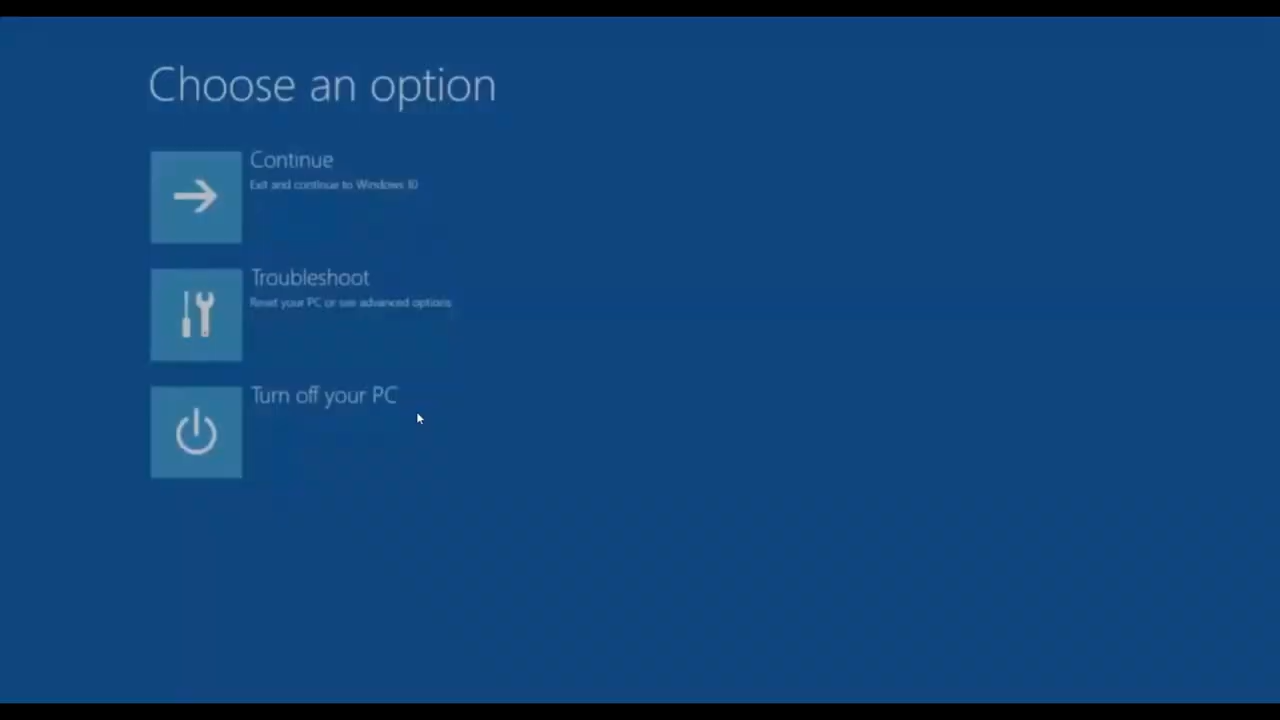 Choose an option
Continue
Exit and continue to Windows 10
Troubleshoot
Reset your PC or see advanced options
Turn off your PC